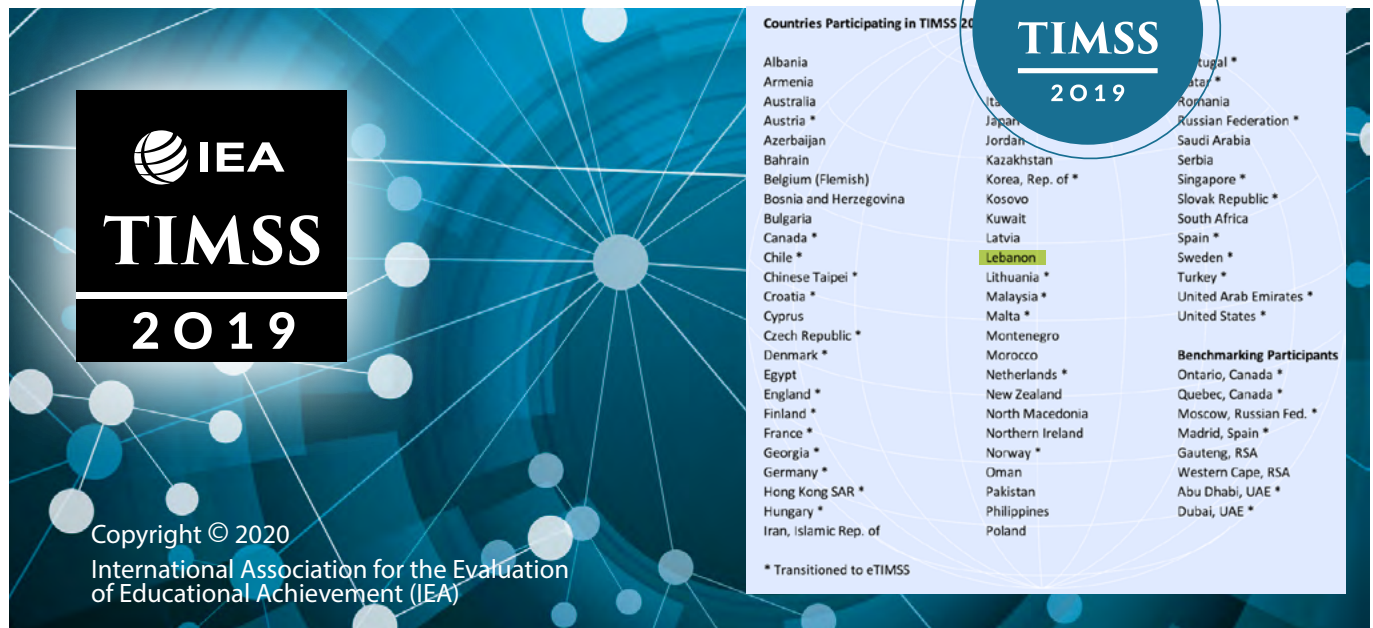 IEA
TIMSS
2019
Copyright © 2020
International Association for the Evaluation
of Educational Achievement (IEA)
TIMSS
2019
Countries Participating in TIMSS 20
Albania
Armenia
Australia
Austria *
Azerbaijan
Bahrain
Belgium (Flemish)
Bosnia and Herzegovina
Bulgaria
Canada *
Chile *
Chinese Taipei *
Croatia *
Cyprus
Czech Republic *
Denmark *
Egypt
England *
Finland *
France *
Georgia *
Germany *
Hong Kong SAR *
Hungary *
Iran, Islamic Rep. of
Ita
Japan
Jordan
Kazakhstan
Korea, Rep. of *
Kosovo
Kuwait
Latvia
Lebanon
Lithuania *
Malaysia *
Malta *
Montenegro
Morocco
Netherlands *
New Zealand
North Macedonia
Northern Ireland
Norway *
Oman
Pakistan
Philippines
Poland
tugal *
atar *
Romania
Russian Federation *
Saudi Arabia
Serbia
Singapore *
Slovak Republic *
South Africa
Spain *
Sweden *
Turkey *
United Arab Emirates *
United States *
Benchmarking Participants
Ontario, Canada *
Quebec, Canada *
Moscow, Russian Fed. *
Madrid, Spain *
Gauteng, RSA
Western Cape, RSA
Abu Dhabi, UAE *
Dubai, UAE *
* Transitioned to eTIMSS